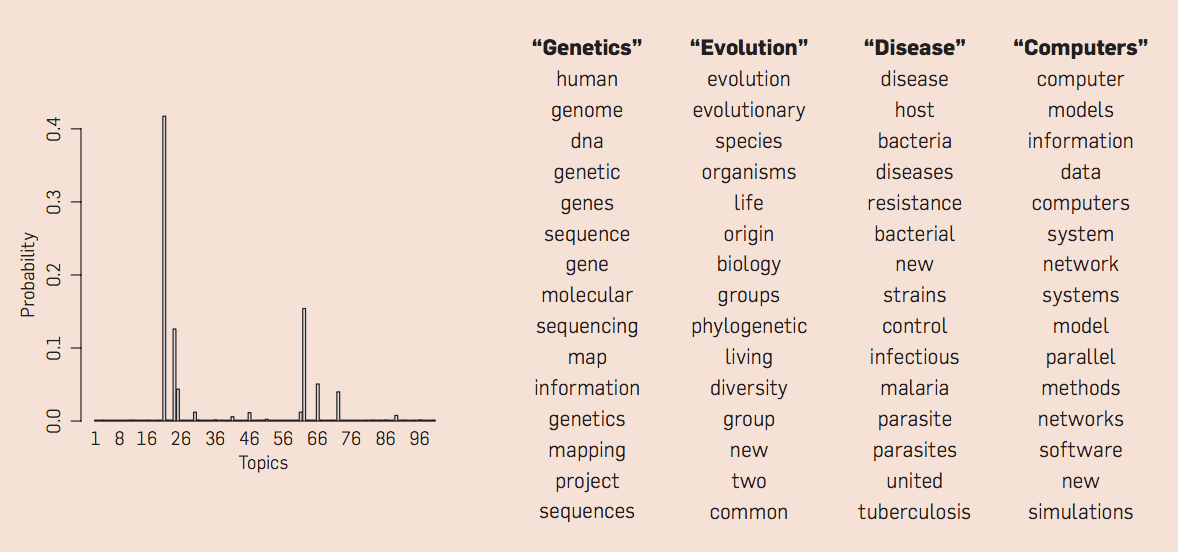 “Genetics” “Evolution” “Disease” “Computers”
human evolution disease computer
genome evolutionary host models
dna species bacteria information
genetic organisms diseases data
genes life resistance computers
sequence origin bacterial system
gene biology new network
molecular groups strains systems
sequencing phylogenetic control model
map living infectious parallel
information diversity malaria methods
genetics group parasite networks
mapping new parasites software
project two united new
sequences common tuberculosis simulations
Probability
0.4
0.3
0.2
0.1
0.0
1 8 16 26 36 46 56 66 76 86 96
Topics